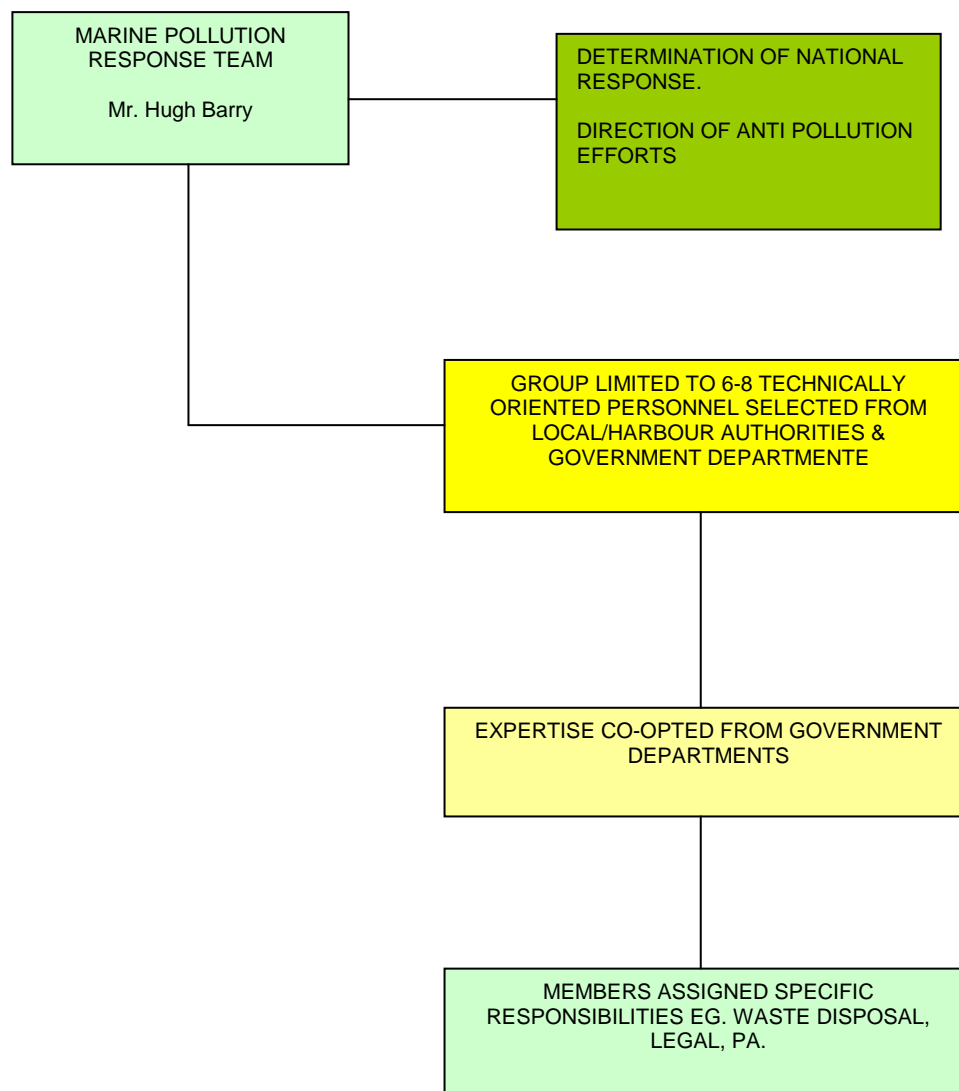 MARINE POLLUTION
RESPONSE TEAM
Mr. Hugh Barry
DETERMINATION OF NATIONAL
RESPONSE.
DIRECTION OF ANTI POLLUTION
EFFORTS
GROUP LIMITED TO 6-8 TECHNICALLY
ORIENTED PERSONNEL SELECTED FROM
LOCAL/HARBOUR AUTHORITIES &
GOVERNMENT DEPARTMENTE
EXPERTISE CO-OPTED FROM GOVERNMENT
DEPARTMENTS
MEMBERS ASSIGNED SPECIFIC
RESPONSIBILITIES EG. WASTE DISPOSAL,
LEGAL, PA.